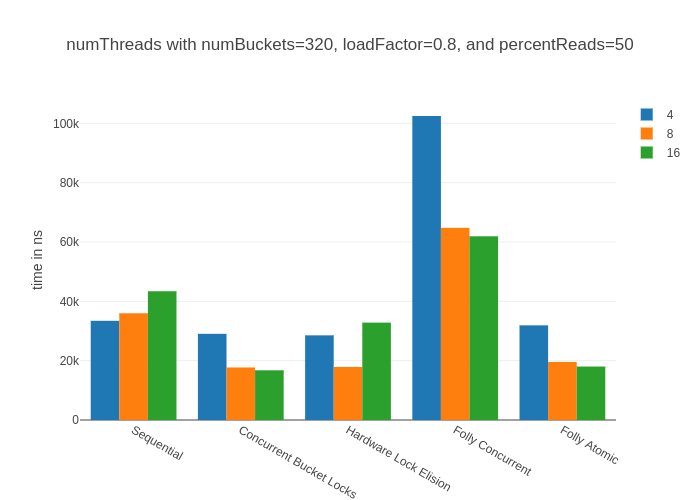 numThreads with numBuckets=320, loadFactor=0.8, and percentReads=50
4
8
16
100k
80k
60k
40k
20k
0
time in ns
Sequential
Concurrent Bucket Locks
Hardware Lock Elision
Folly Concurrent
Folly Atomic